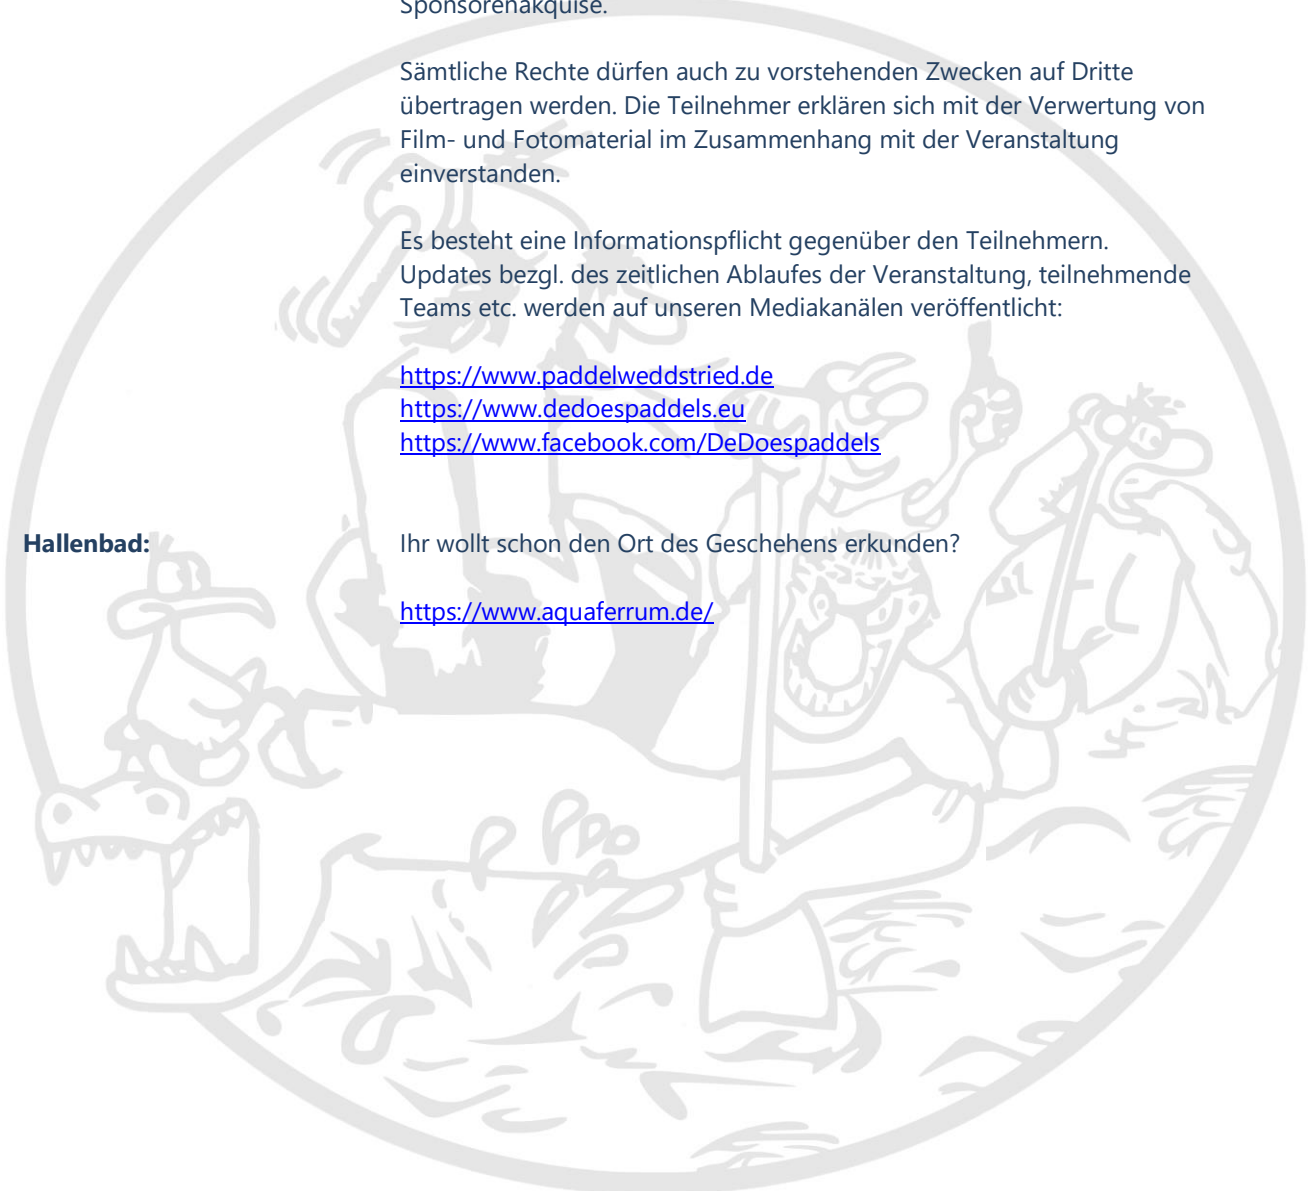 Sponsorenakquise.
Sämtliche Rechte dürfen auch zu vorstehenden Zwecken auf Dritte
übertragen werden. Die Teilnehmer erklären sich mit der Verwertung von
Film- und Fotomaterial im Zusammenhang mit der Veranstaltung
einverstanden.
Es besteht eine Informationspflicht gegenüber den Teilnehmern.
Updates bezgl. des zeitlichen Ablaufes der Veranstaltung, teilnehmende
Teams etc. werden auf unseren Mediakanälen veröffentlicht:
https://www.paddelweddstried.de
https://www.dedoespaddels.eu
https://www.facebook.com/DeDoespaddels
Hallenbad: Ihr wollt schon den Ort des Geschehens erkunden?
https://www.aquaferrum.de/